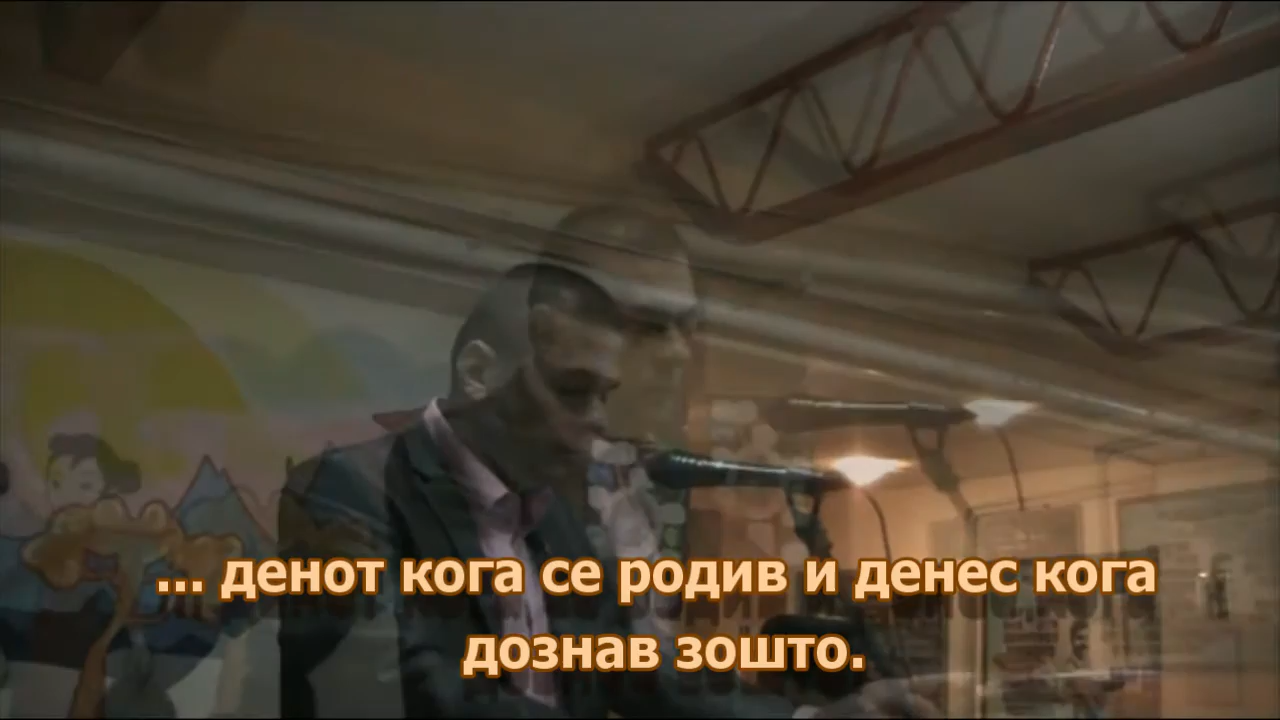 ... денот кога се родив и денес кога
дознав зошто.